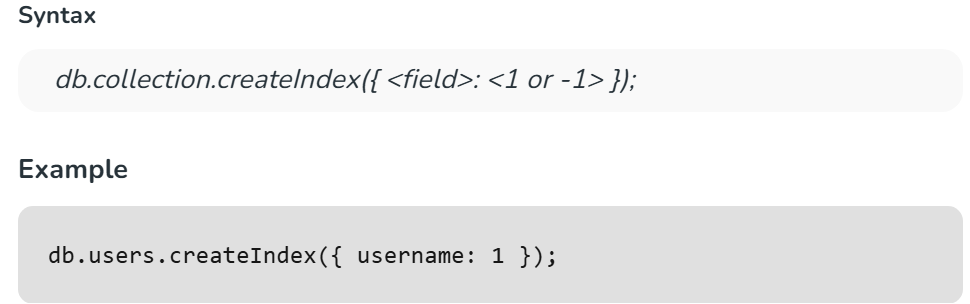 Syntax
db.collection.createIndex({ <field>: <1 or -1> });
Example
db.users.createIndex({ username: 1 });